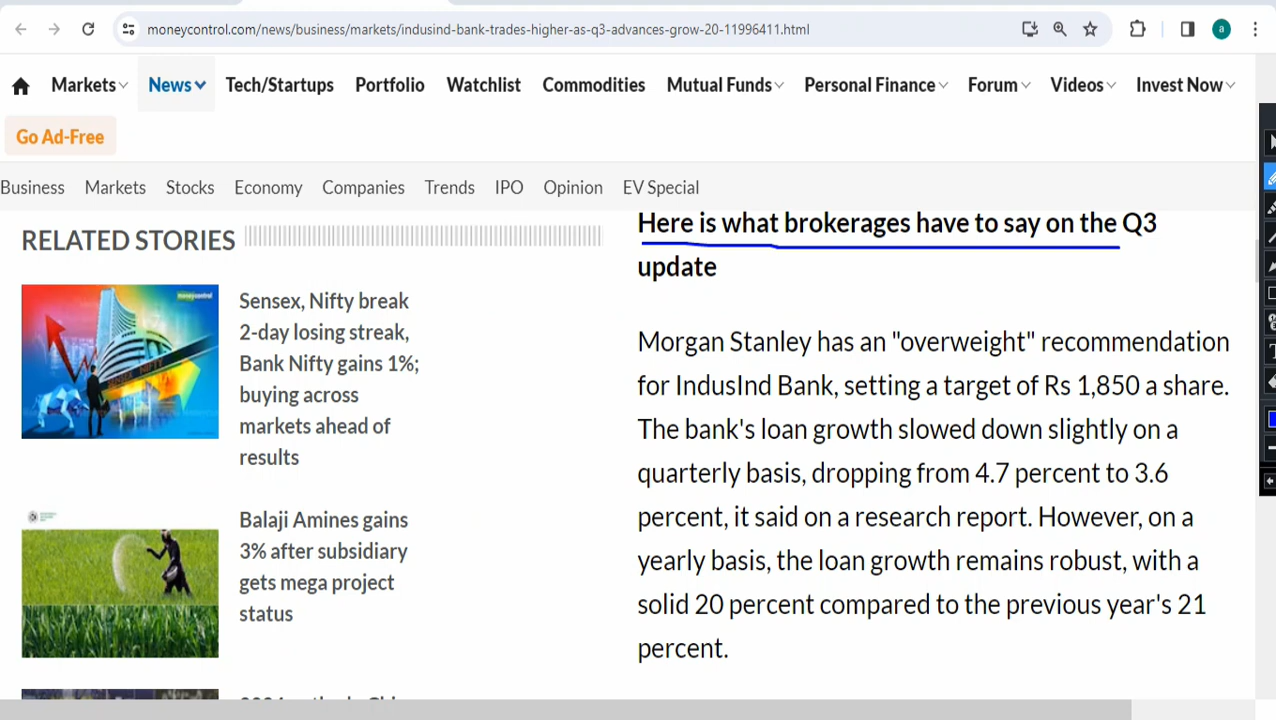 moneycontrol.com/news/business/markets/indusind-bank-trades-higher-as-q3-advances-grow-20-11996411.html
a
Markets News Tech/Startups Portfolio Watchlist Commodities Mutual Funds Personal Finance Forum Videos Invest Now
Go Ad-Free
Business Markets Stocks Economy Companies Trends IPO Opinion EV Special
RELATED STORIES
moneycontrol
SENSEX, NIFTY
Sensex, Nifty break
2-day losing streak,
Bank Nifty gains 1%;
buying across
markets ahead of
results
Balaji Amines gains
3% after subsidiary
gets mega project
status
Here is what brokerages have to say on the Q3
update
Morgan Stanley has an "overweight" recommendation
for IndusInd Bank, setting a target of Rs 1,850 a share.
The bank's loan growth slowed down slightly on a
quarterly basis, dropping from 4.7 percent to 3.6
percent, it said on a research report. However, on a
yearly basis, the loan growth remains robust, with a
solid 20 percent compared to the previous year's 21
percent.